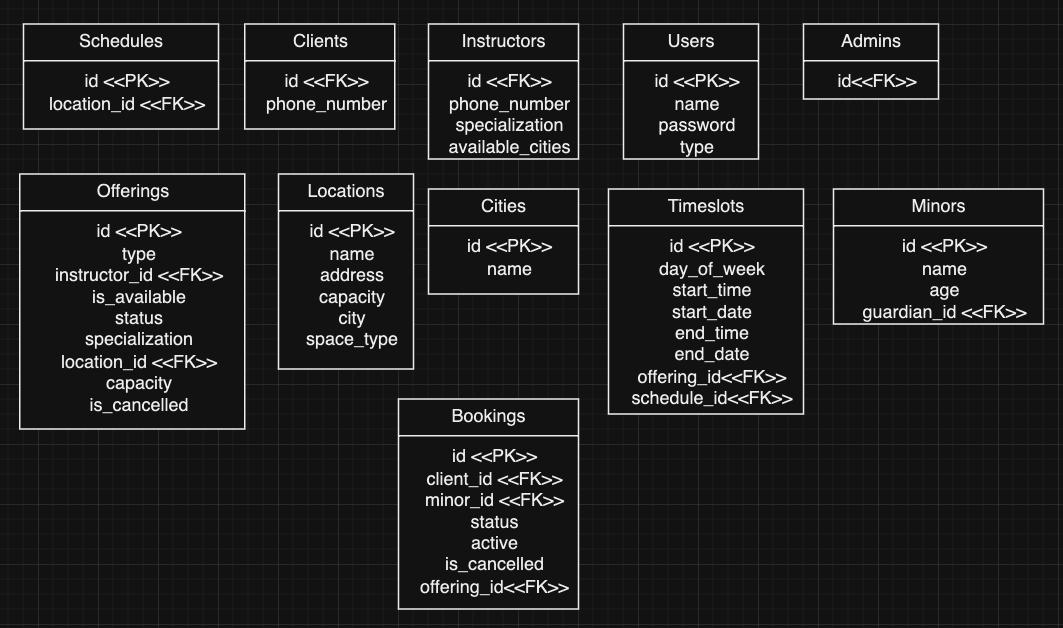 Schedules
id <<PK>>
location_id <<FK>>
Clients
id <<FK>>
phone_number
Instructors
id <<FK>>
phone_number
specialization
available_cities
Users
id <<PK>>
name
password
type
Admins
id<<FK>>
Offerings
id <<PK>>
type
instructor_id <<FK>>
is_available
status
specialization
location_id <<FK>>
capacity
is_cancelled
Locations
id <<PK>>
name
address
capacity
city
space_type
Cities
id <<PK>>
name
Timeslots
id <<PK>>
day_of_week
start_time
start_date
end_time
end_date
offering_id<<FK>>
schedule_id<<FK>>
Minors
id <<PK>>
name
age
guardian_id <<FK>>
Bookings
id <<PK>>
client_id <<FK>>
minor_id <<FK>>
status
active
is_cancelled
offering_id<<FK>>